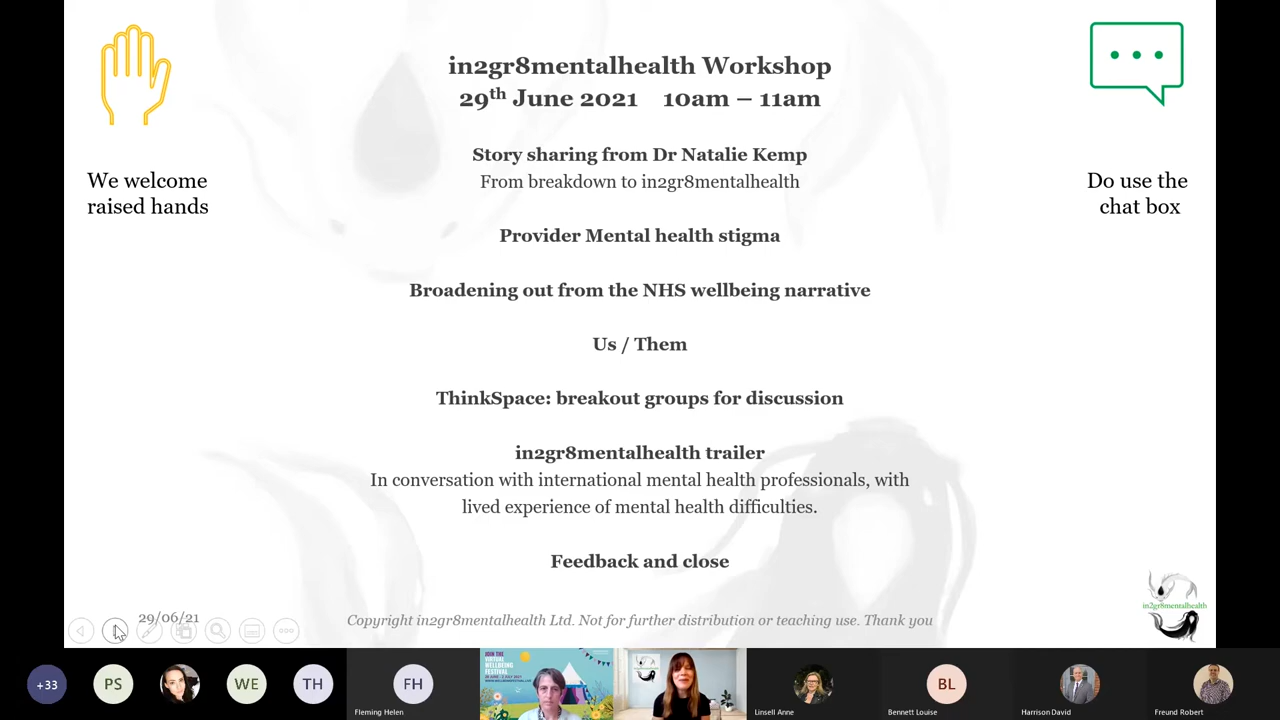 in2gr8mentalhealth Workshop
29th June 2021 10am – 11am
We welcome
raised hands
Do use the
chat box
Story sharing from Dr Natalie Kemp
From breakdown to in2gr8mentalhealth
Provider Mental health stigma
Broadening out from the NHS wellbeing narrative
Us / Them
ThinkSpace: breakout groups for discussion
in2gr8mentalhealth trailer
In conversation with international mental health professionals, with
lived experience of mental health difficulties.
Feedback and close
29/06/21
Copyright in2gr8mentalhealth Ltd. Not for further distribution or teaching use. Thank you
in2gr8mentalhealth
+33
PS
WE
TH
FH
Fleming Helen
JOIN THE
VIRTUAL
WELLBEING
FESTIVAL
Linsell Anne
BL
Bennett Louise
Harrison David
Freund Robert